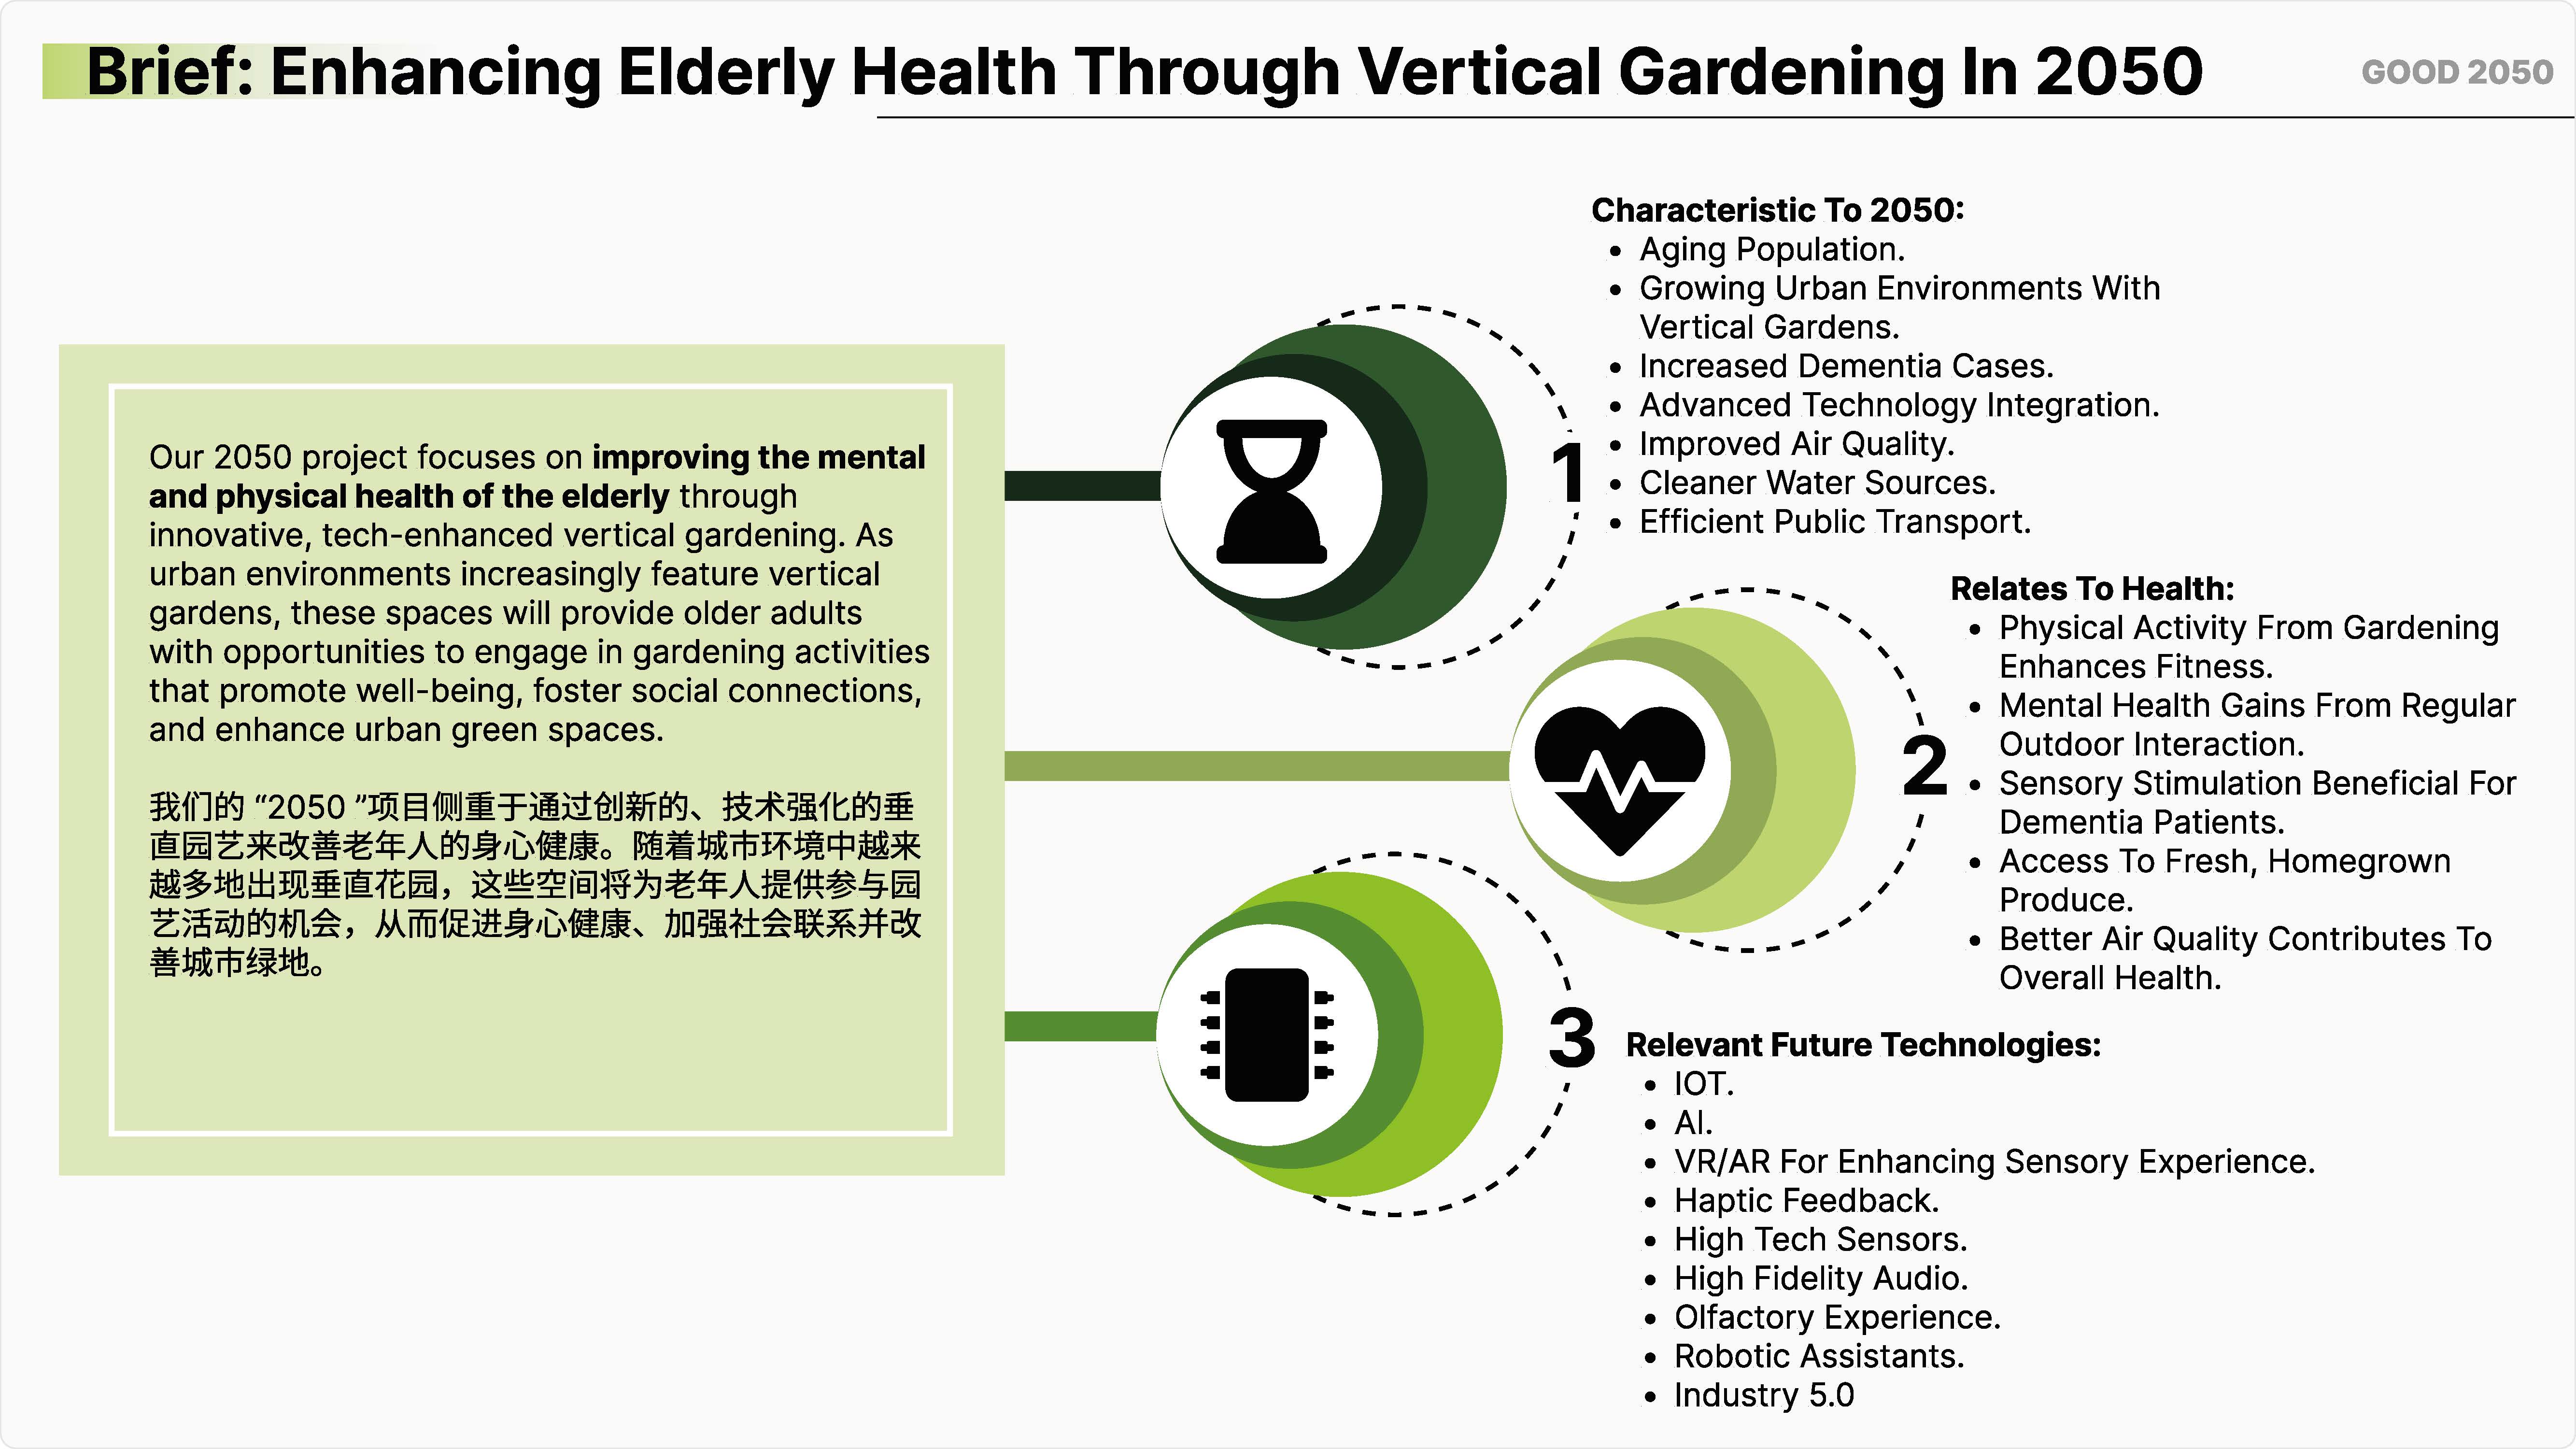 Brief: Enhancing Elderly Health Through Vertical Gardening In 2050
GOOD 2050
Our 2050 project focuses on improving the mental
and physical health of the elderly through
innovative, tech-enhanced vertical gardening. As
urban environments increasingly feature vertical
gardens, these spaces will provide older adults
with opportunities to engage in gardening activities
that promote well-being, foster social connections,
and enhance urban green spaces.
我们的 “2050 ”项目侧重于通过创新的、技术强化的垂
直园艺来改善老年人的身心健康。随着城市环境中越来
越多地出现垂直花园，这些空间将为老年人提供参与园
艺活动的机会，从而促进身心健康、加强社会联系并改
善城市绿地。
1
Characteristic To 2050:
• Aging Population.
• Growing Urban Environments With
Vertical Gardens.
• Increased Dementia Cases.
• Advanced Technology Integration.
• Improved Air Quality.
• Cleaner Water Sources.
• Efficient Public Transport.
2
Relates To Health:
• Physical Activity From Gardening
Enhances Fitness.
• Mental Health Gains From Regular
Outdoor Interaction.
• Sensory Stimulation Beneficial For
Dementia Patients.
• Access To Fresh, Homegrown
Produce.
• Better Air Quality Contributes To
Overall Health.
3
Relevant Future Technologies:
• IOT.
• AI.
• VR/AR For Enhancing Sensory Experience.
• Haptic Feedback.
• High Tech Sensors.
• High Fidelity Audio.
• Olfactory Experience.
• Robotic Assistants.
• Industry 5.0